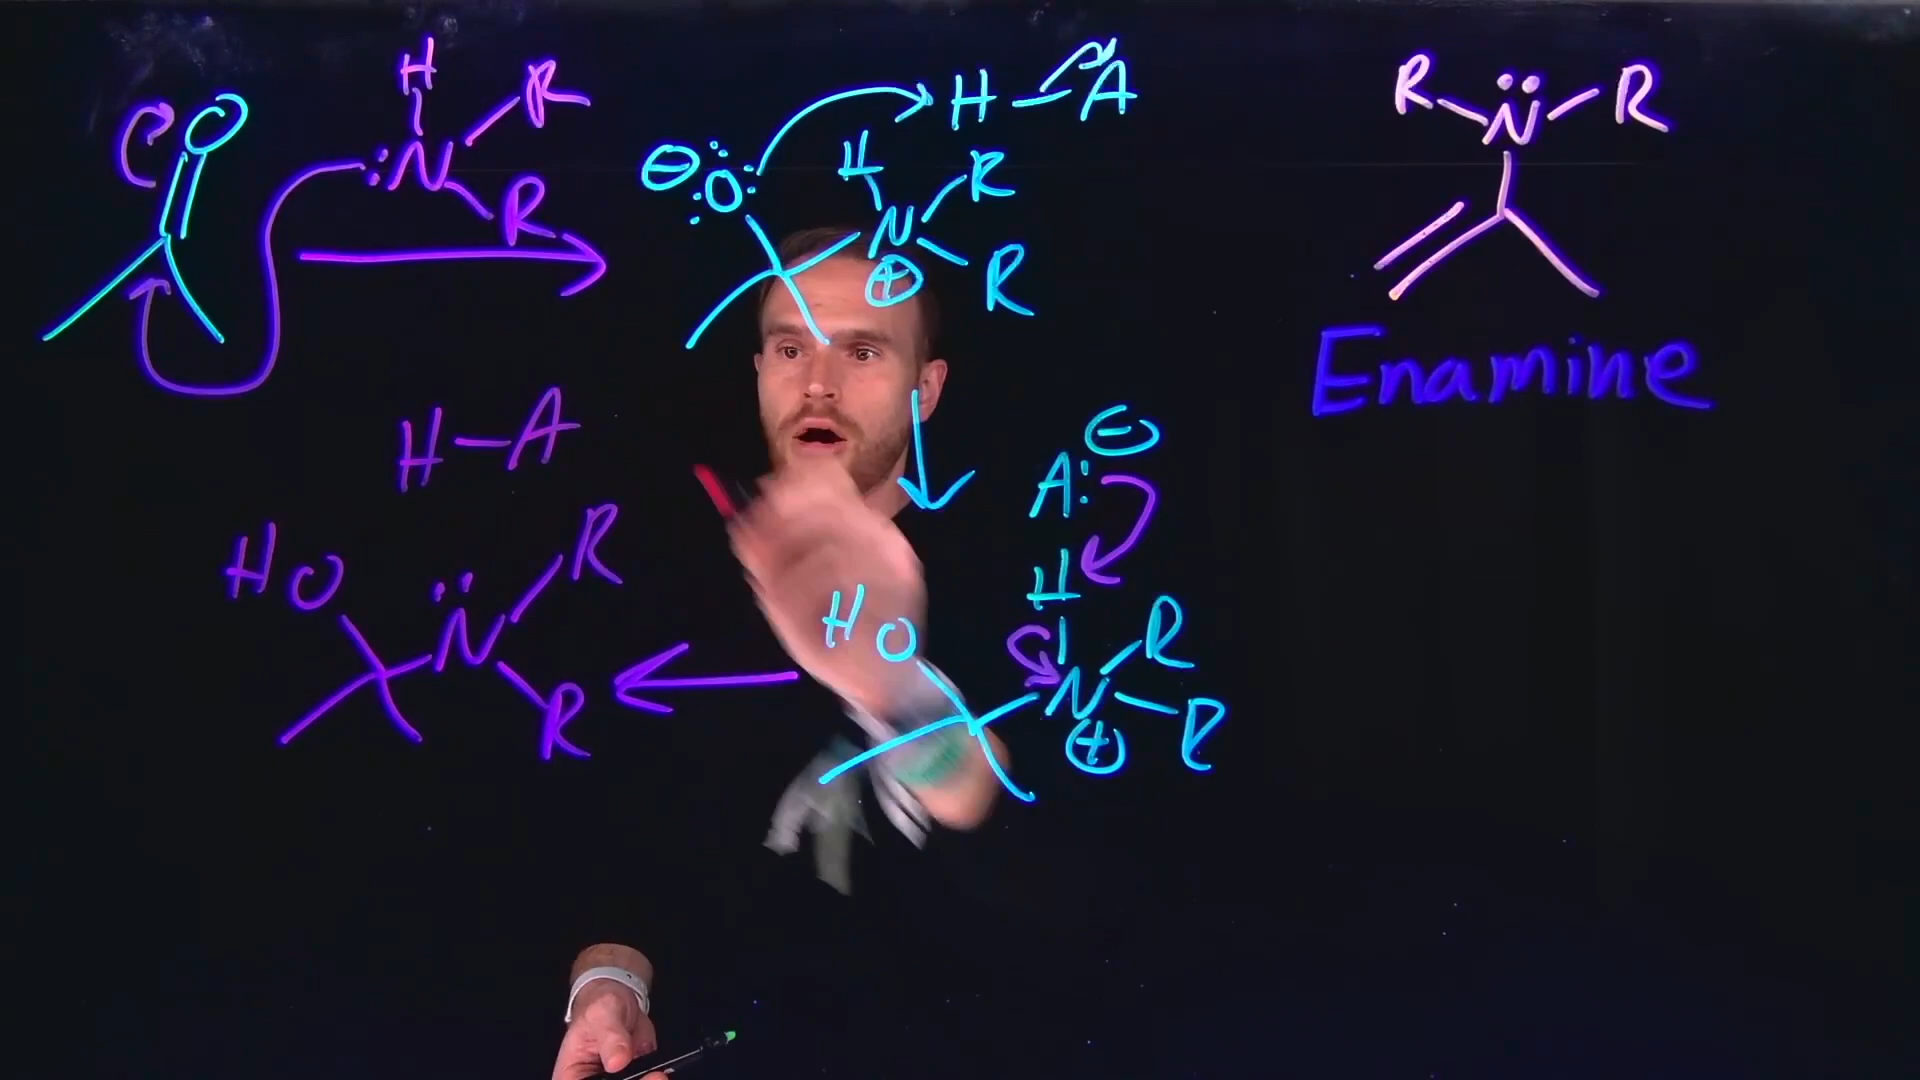 H
O
:N
R
R
⊖
:Ö:
H
N
⊕
R
R
H—A
R
N̈
R
Enamine
H—A
HO
N̈
R
R
A:
⊖
H
HO
N
⊕
R
R